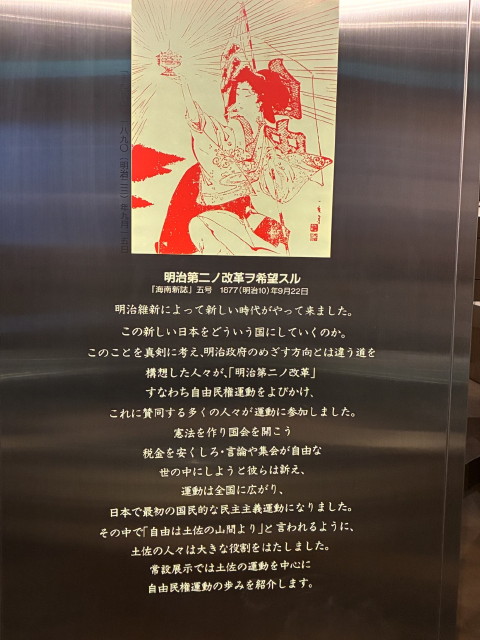 一八九〇(明治二三)年五月一五日
明治第二ノ改革ヲ希望スル
「海南新誌」五号 1877(明治10)年9月22日
明治維新によって新しい時代がやって来ました。
この新しい日本をどういう国にしていくのか。
このことを真剣に考え、明治政府のめざす方向とは違う道を
構想した人々が、「明治第二ノ改革」
すなわち自由民権運動をよびかけ、
これに賛同する多くの人々が運動に参加しました。
憲法を作り国会を開こう
税金を安くしろ・言論や集会が自由な
世の中にしようと彼らは訴え、
運動は全国に広がり、
日本で最初の国民的な民主主義運動になりました。
その中で「自由は土佐の山間より」と言われるように、
土佐の人々は大きな役割をはたしました。
常設展示では土佐の運動を中心に
自由民権運動の歩みを紹介します。